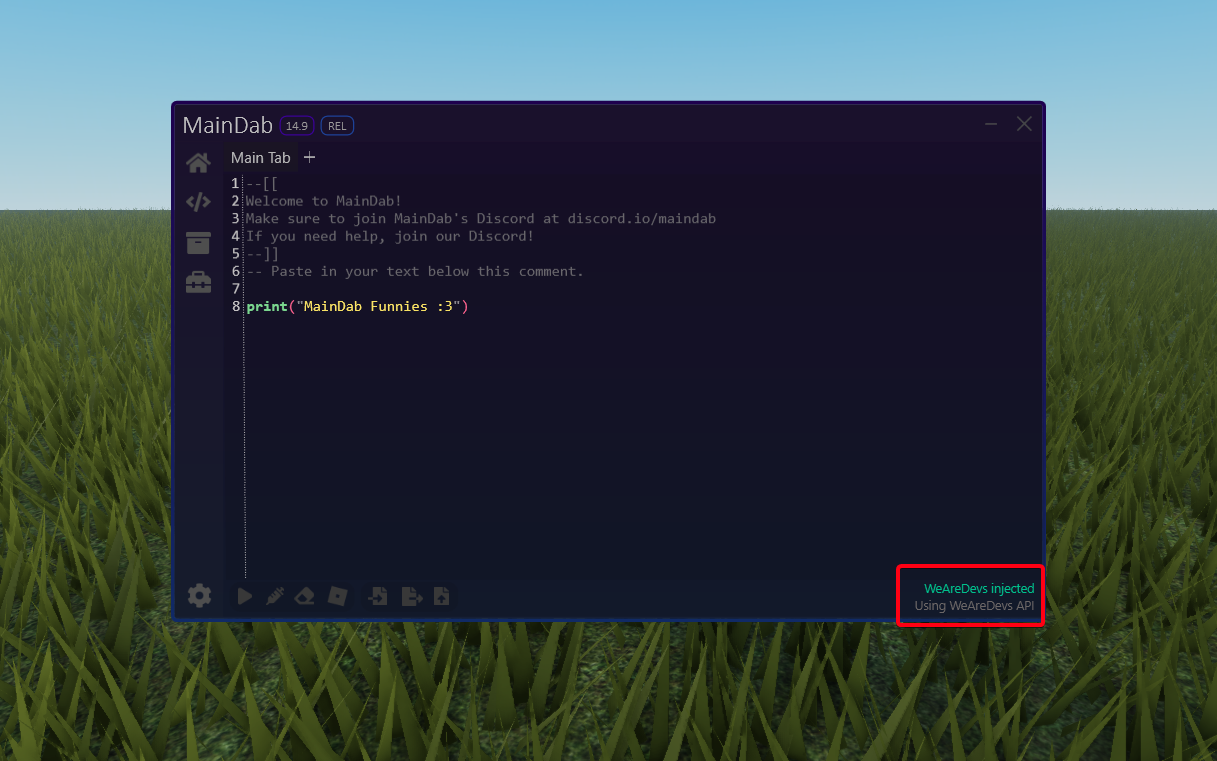 MainDab 14.9 REL
Main Tab +
1 --[[
2 Welcome to MainDab!
3 Make sure to join MainDab's Discord at discord.io/maindab
4 If you need help, join our Discord!
5 --]]
6 -- Paste in your text below this comment.
7
8 print("MainDab Funnies :3")
WeAreDevs injected
Using WeAreDevs API